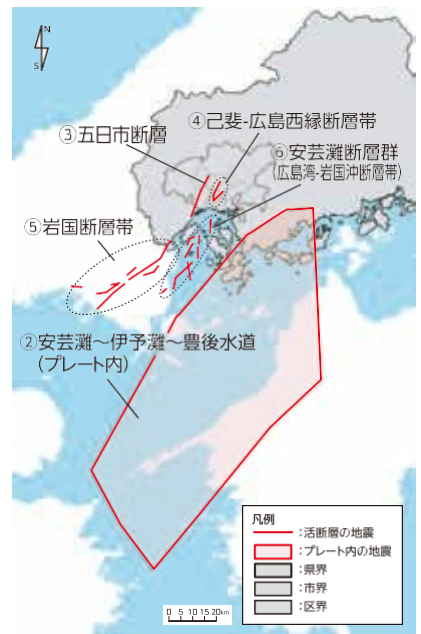 N
S
④己斐-広島西縁断層帯
③五日市断層
⑥安芸灘断層群
(広島湾-岩国沖断層帯)
⑤岩国断層帯
②安芸灘～伊予灘～豊後水道
(プレート内)
凡例
:活断層の地震
:プレート内の地震
:県界
:市界
:区界
0 5 10 15 20km